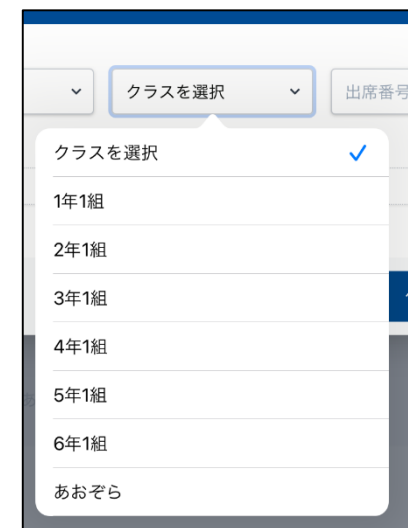 クラスを選択
出席番号
クラスを選択
1年1組
2年1組
3年1組
4年1組
5年1組
6年1組
あおぞら